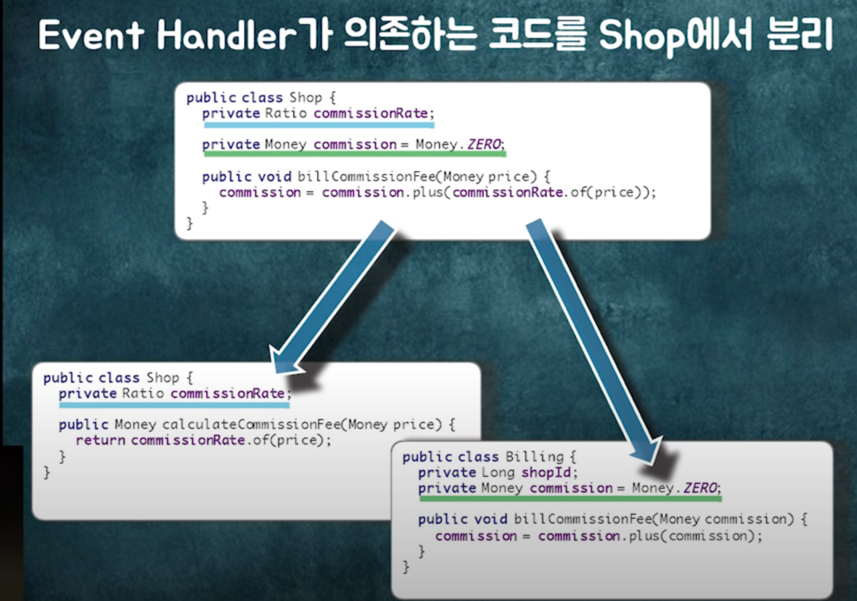 Event Handler가 의존하는 코드를 Shop에서 분리
public class Shop {
private Ratio commissionRate;
private Money commission = Money.ZERO;
public void billCommissionFee(Money price) {
commission = commission.plus(commissionRate.of(price));
}
}
public class Shop {
private Ratio commissionRate;
public Money calculateCommissionFee(Money price) {
return commissionRate.of(price);
}
}
public class Billing {
private Long shopId;
private Money commission = Money.ZERO;
public void billCommissionFee(Money commission) {
commission = commission.plus(commission);
}
}